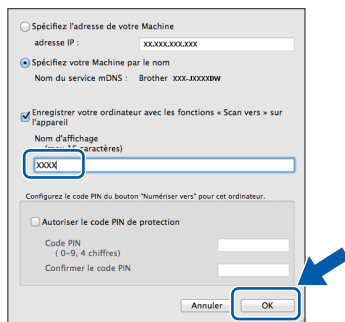 Spécifiez l'adresse de votre Machine
adresse IP : XX.XXX.XXX.XXX
Spécifiez votre Machine par le nom
Nom du service mDNS : Brother XXX-JXXXXDW
Enregistrer votre ordinateur avec les fonctions « Scan vers » sur
l'appareil
Nom d'affichage
(max 15 caractères)
XXXX
Configurez le code PIN du bouton "Numériser vers" pour cet ordinateur.
Autoriser le code PIN de protection
Code PIN
( 0–9, 4 chiffres)
Confirmer le code PIN
Annuler OK